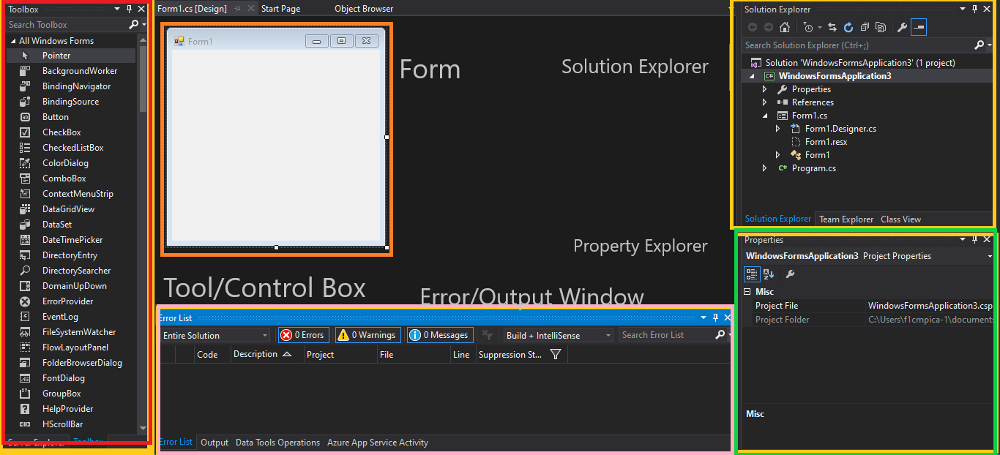 Toolbox
Search Toolbox
All Windows Forms
Pointer
BackgroundWorker
BindingNavigator
BindingSource
Button
CheckBox
CheckedListBox
ColorDialog
ComboBox
ContextMenuStrip
DataGridView
DataSet
DateTimePicker
DirectoryEntry
DirectorySearcher
DomainUpDown
ErrorProvider
EventLog
FileSystemWatcher
FlowLayoutPanel
FolderBrowserDialog
FontDialog
GroupBox
HelpProvider
HScrollBar
Server Explorer Toolbox
Form1.cs [Design] Start Page Object Browser
Form1
Form
Solution Explorer
Property Explorer
Tool/Control Box
Error/Output Window
Error List
Entire Solution 0 Errors 0 Warnings 0 Messages Build + IntelliSense Search Error List
Code Description Project File Line Suppression St...
Error List Output Data Tools Operations Azure App Service Activity
Solution Explorer
Search Solution Explorer (Ctrl+;)
Solution 'WindowsFormsApplication3' (1 project)
C# WindowsFormsApplication3
Properties
References
Form1.cs
Form1.Designer.cs
Form1.resx
Form1
C# Program.cs
Solution Explorer Team Explorer Class View
Properties
WindowsFormsApplication3 Project Properties
Misc
Project File WindowsFormsApplication3.csp
Project Folder C:\Users\f1cmpica-1\documents
Misc